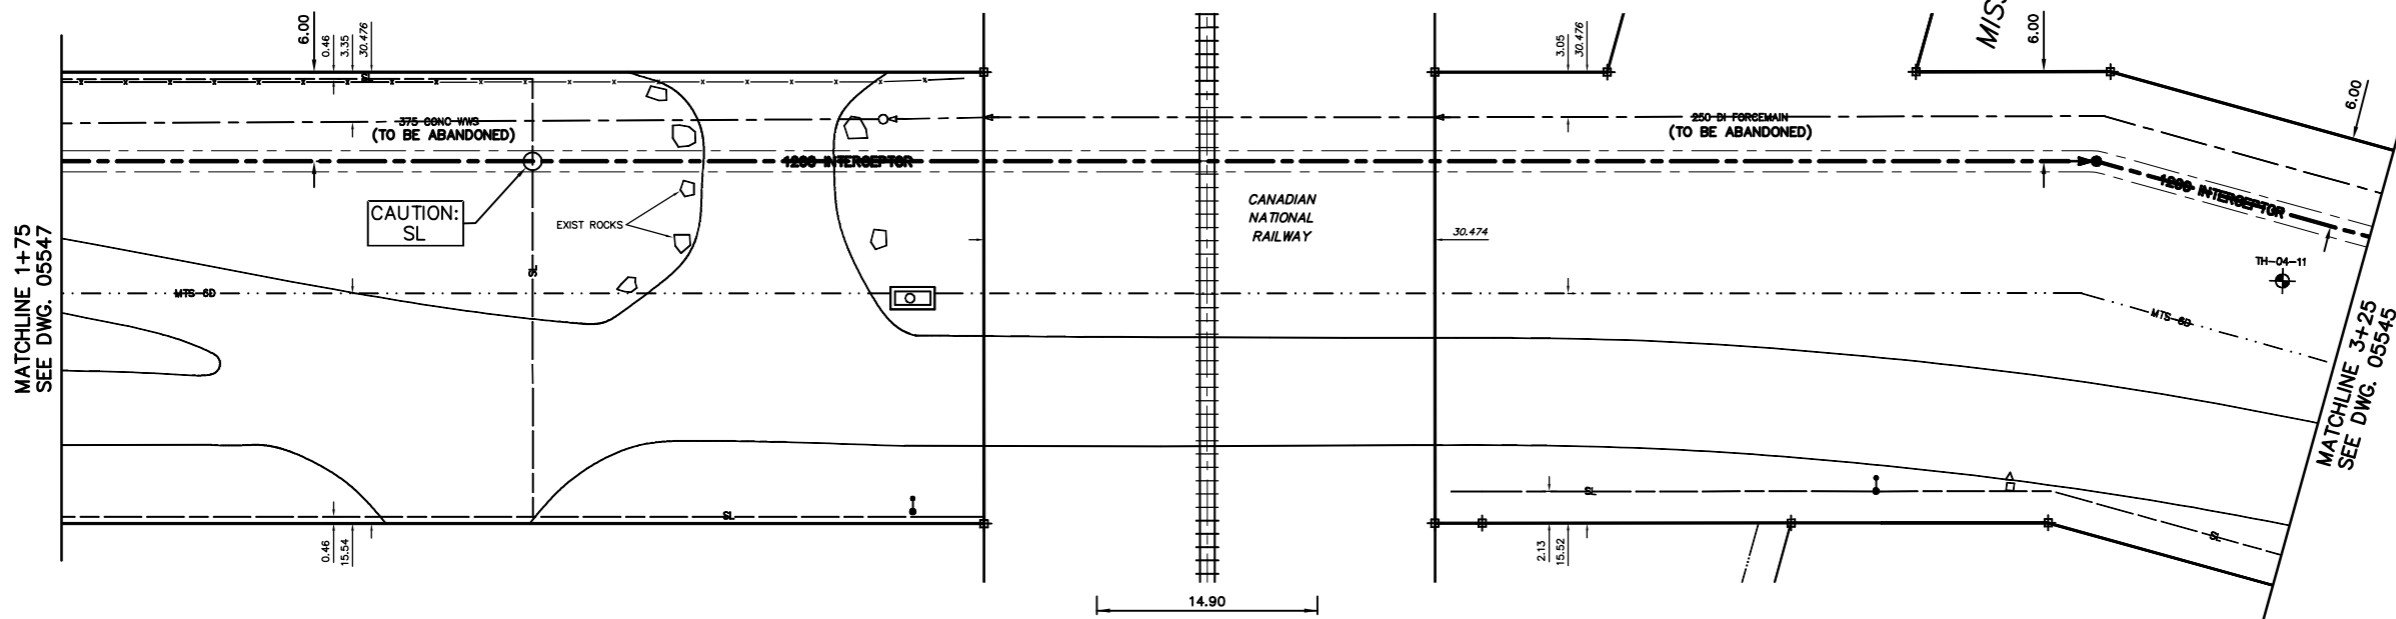 6.00
0.46
3.35
30.476
3.05
30.476
MISS
6.00
6.00
SL
375 CONC WWS
(TO BE ABANDONED)
250 DI FORCEMAIN
(TO BE ABANDONED)
1200 INTERCEPTOR
1200 INTERCEPTOR
CAUTION:
SL
EXIST ROCKS
CANADIAN
NATIONAL
RAILWAY
30.474
TH-04-11
SL
MTS-6D
MTS-6D
MATCHLINE 1+75
SEE DWG. 05547
MATCHLINE 3+25
SEE DWG. 05545
SL
SL
SL
0.46
15.54
2.13
15.52
14.90